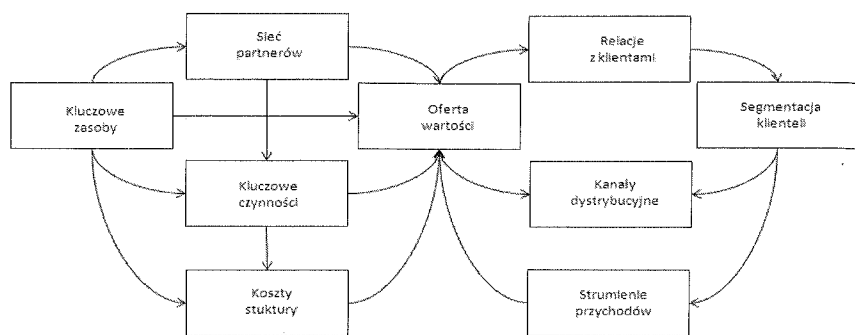 Sieć
partnerów
Relacje
z klientami
Kluczowe
zasoby
Oferta
wartości
Segmentacja
klienteli
Kluczowe
czynności
Kanały
dystrybucyjne
Koszty
stuktury
Strumienie
przychodów